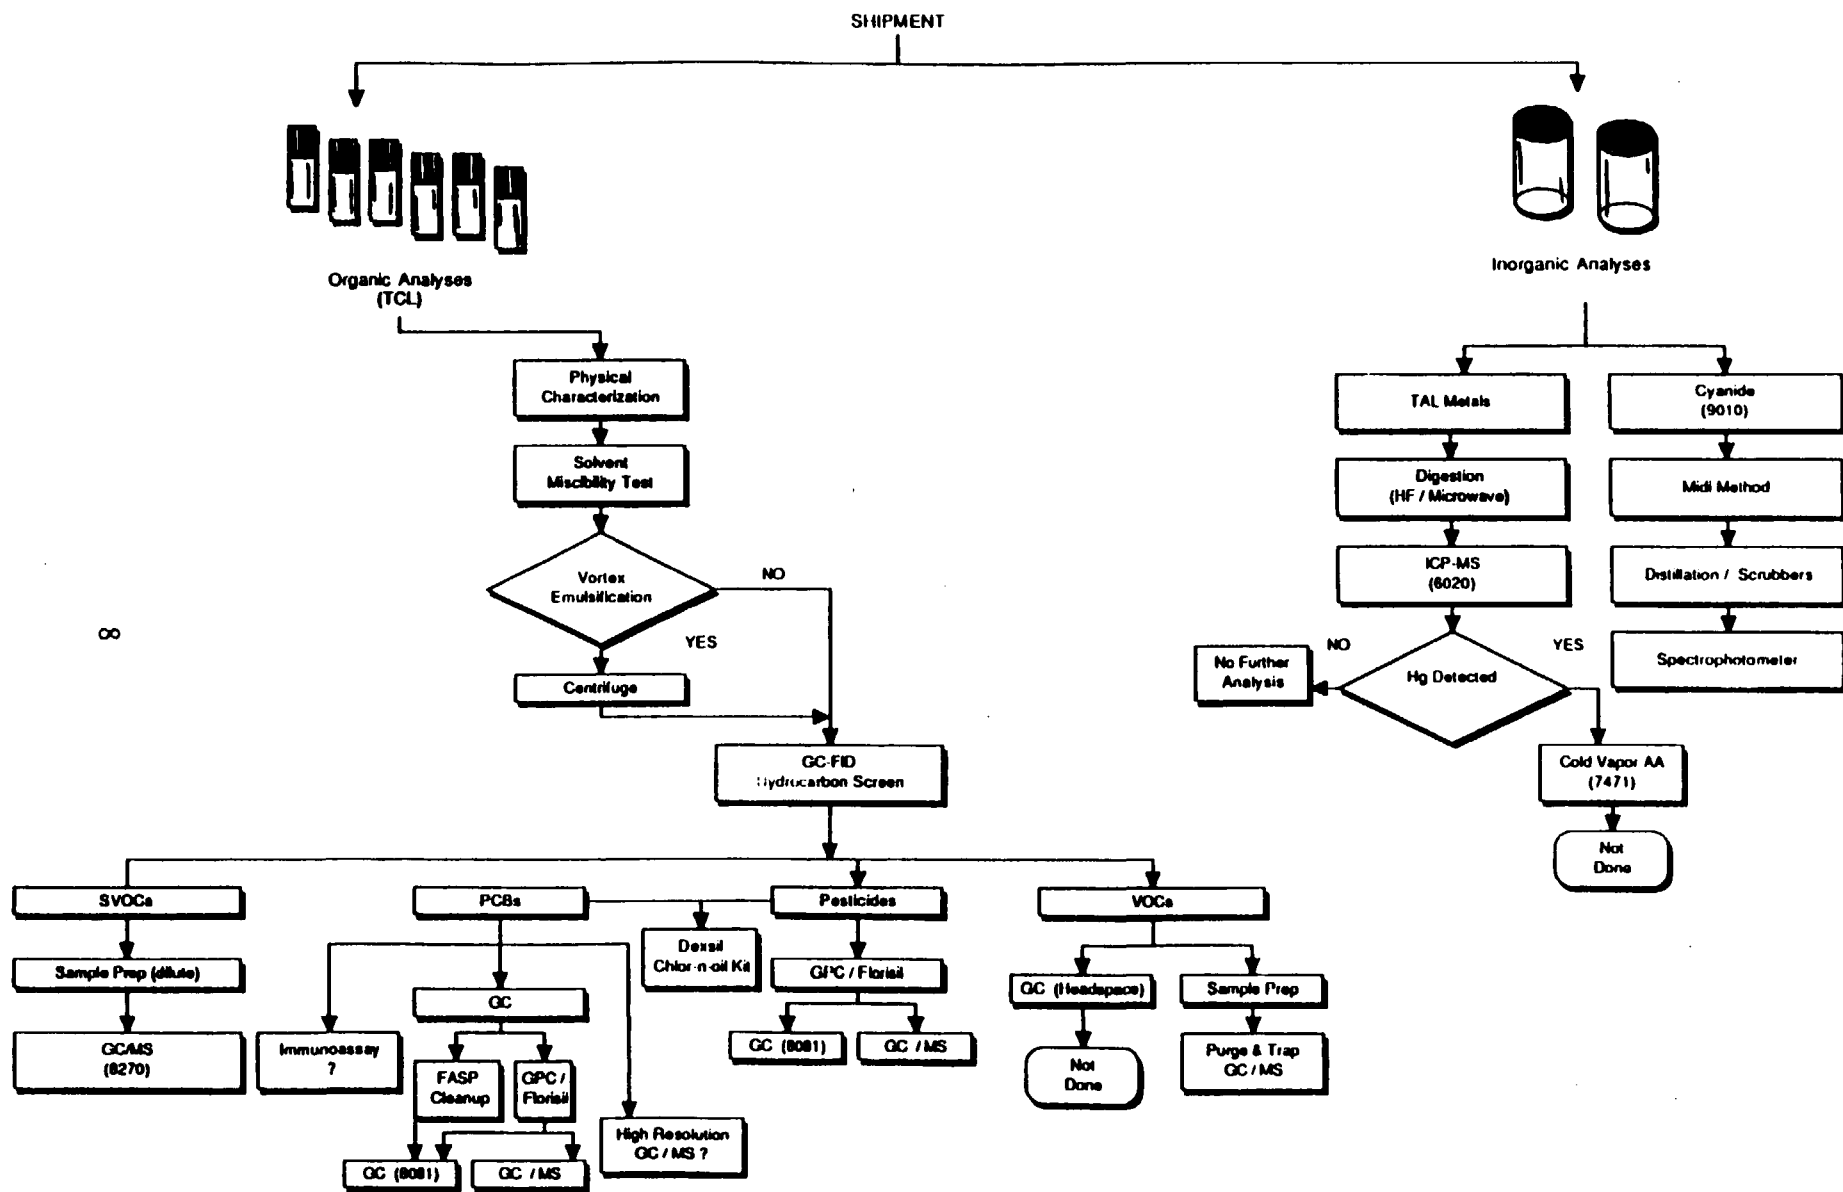 SHIPMENT
Organic Analyses
(TCL)
Inorganic Analyses
Physical
Characterization
Solvent
Miscibility Test
Vortex
Emulsification
NO
YES
Centrifuge
GC-FID
Hydrocarbon Screen
TAL Metals
Cyanide
(9010)
Digestion
(HF / Microwave)
Midi Method
ICP-MS
(6020)
Distillation / Scrubbers
NO
YES
Hg Detected
No Further
Analysis
Spectrophotometer
Cold Vapor AA
(7471)
Not
Done
8
SVOCs
PCBs
Pesticides
VOCs
Sample Prep (dilute)
GC/MS
(8270)
Immunoassay
?
GC
FASP
Cleanup
GPC /
Florisil
GC (8081)
GC / MS
High Resolution
GC / MS ?
Dexsil
Chlor-n-oil Kit
GPC / Florisil
GC (8081)
GC / MS
GC (Headspace)
Not
Done
Sample Prep
Purge & Trap
GC / MS